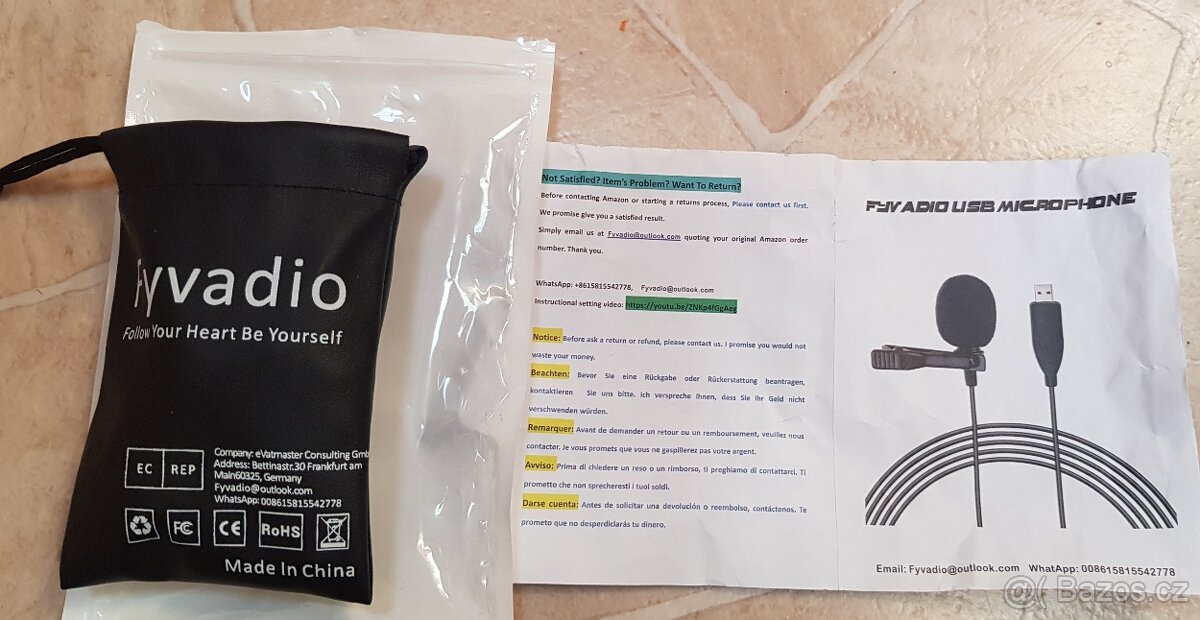 Fyvadio
Follow Your Heart Be Yourself
EC REP
Company: eVatmaster Consulting GmbH
Address: Bettinastr.30 Frankfurt am
Main60325, Germany
Fyvadio@outlook.com
WhatsApp: 008615815542778
FC CE RoHS
Made In China
Not Satisfied? Item's Problem? Want To Return?
Before contacting Amazon or starting a returns process, Please contact us first.
We promise give you a satisfied result.
Simply email us at Fyvadio@outlook.com quoting your original Amazon order
number. Thank you.
WhatsApp: +8615815542778, Fyvadio@outlook.com
Instructional setting video: https://youtu.be/ZNKp4fGgAeg
Notice: Before ask a return or refund, please contact us. I promise you would not
waste your money.
Beachten: Bevor Sie eine Rückgabe oder Rückerstattung beantragen,
kontaktieren Sie uns bitte. Ich verspreche Ihnen, dass Sie Ihr Geld nicht
verschwenden würden.
Remarquer: Avant de demander un retour ou un remboursement, veuillez nous
contacter. Je vous promets que vous ne gaspillerez pas votre argent.
Avviso: Prima di chiedere un reso o un rimborso, ti preghiamo di contattarci. Ti
prometto che non sprecheresti i tuoi soldi.
Darse cuenta: Antes de solicitar una devolución o reembolso, contáctenos. Te
prometo que no desperdiciarás tu dinero.
FYVADIO USB MICROPHONE
Email: Fyvadio@outlook.com WhatApp: 008615815542778
Bazos.cz